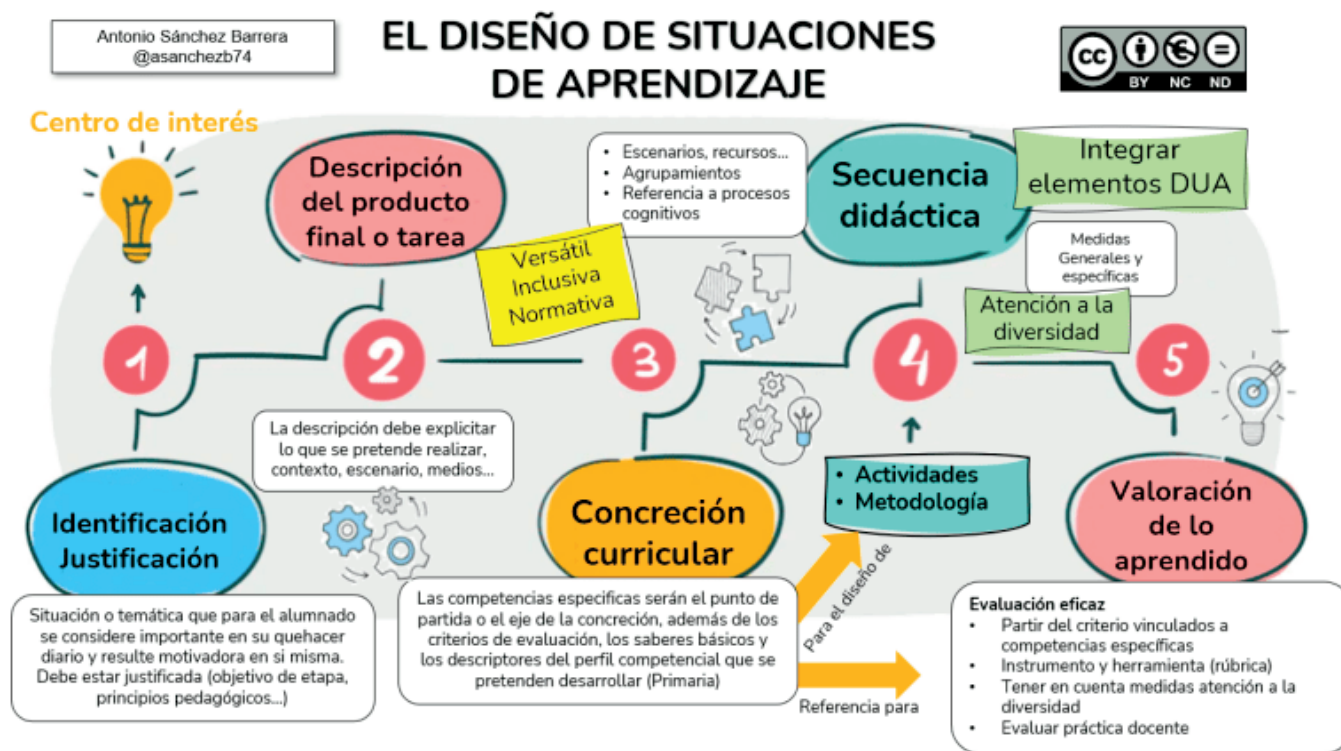 Antonio Sánchez Barrera
@asanchezb74
EL DISEÑO DE SITUACIONES
DE APRENDIZAJE
cc
BY NC ND
Centro de interés
1
Identificación
Justificación
Situación o temática que para el alumnado
se considere importante en su quehacer
diario y resulte motivadora en si misma.
Debe estar justificada (objetivo de etapa,
principios pedagógicos...)
Descripción
del producto
final o tarea
2
La descripción debe explicitar
lo que se pretende realizar,
contexto, escenario, medios...
Versátil
Inclusiva
Normativa
3
Concreción
curricular
Las competencias especificas serán el punto de
partida o el eje de la concreción, además de los
criterios de evaluación, los saberes básicos y
los descriptores del perfil competencial que se
pretenden desarrollar (Primaria)
Para el diseño de
Referencia para
• Escenarios, recursos...
• Agrupamientos
• Referencia a procesos
cognitivos
Secuencia
didáctica
4
• Actividades
• Metodología
Integrar
elementos DUA
Medidas
Generales y
específicas
Atención a la
diversidad
5
Valoración
de lo
aprendido
Evaluación eficaz
• Partir del criterio vinculados a
competencias específicas
• Instrumento y herramienta (rúbrica)
• Tener en cuenta medidas atención a la
diversidad
• Evaluar práctica docente